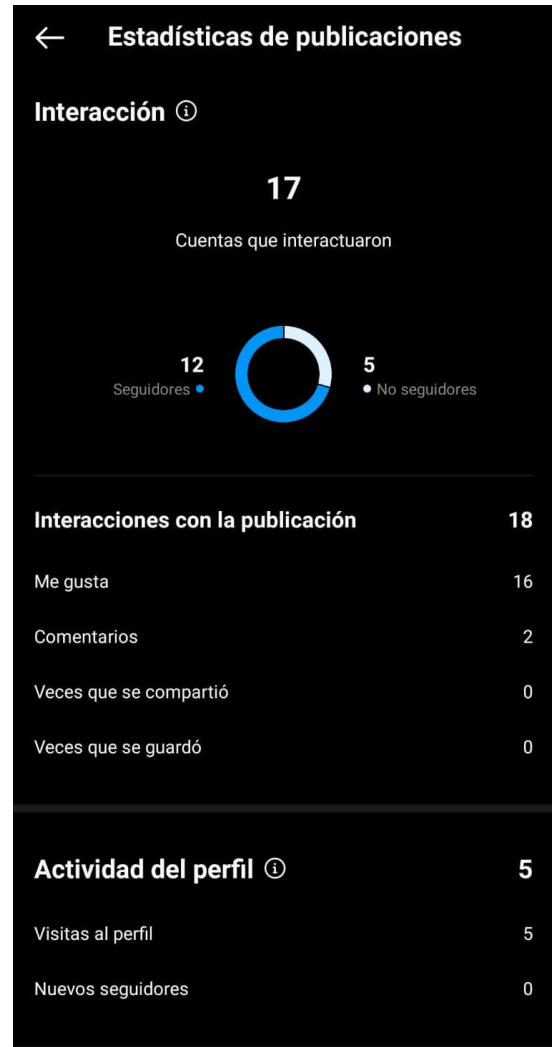 Estadísticas de publicaciones
Interacción
17
Cuentas que interactuaron
12
Seguidores
5
No seguidores
Interacciones con la publicación 18
Me gusta 16
Comentarios 2
Veces que se compartió 0
Veces que se guardó 0
Actividad del perfil 5
Visitas al perfil 5
Nuevos seguidores 0